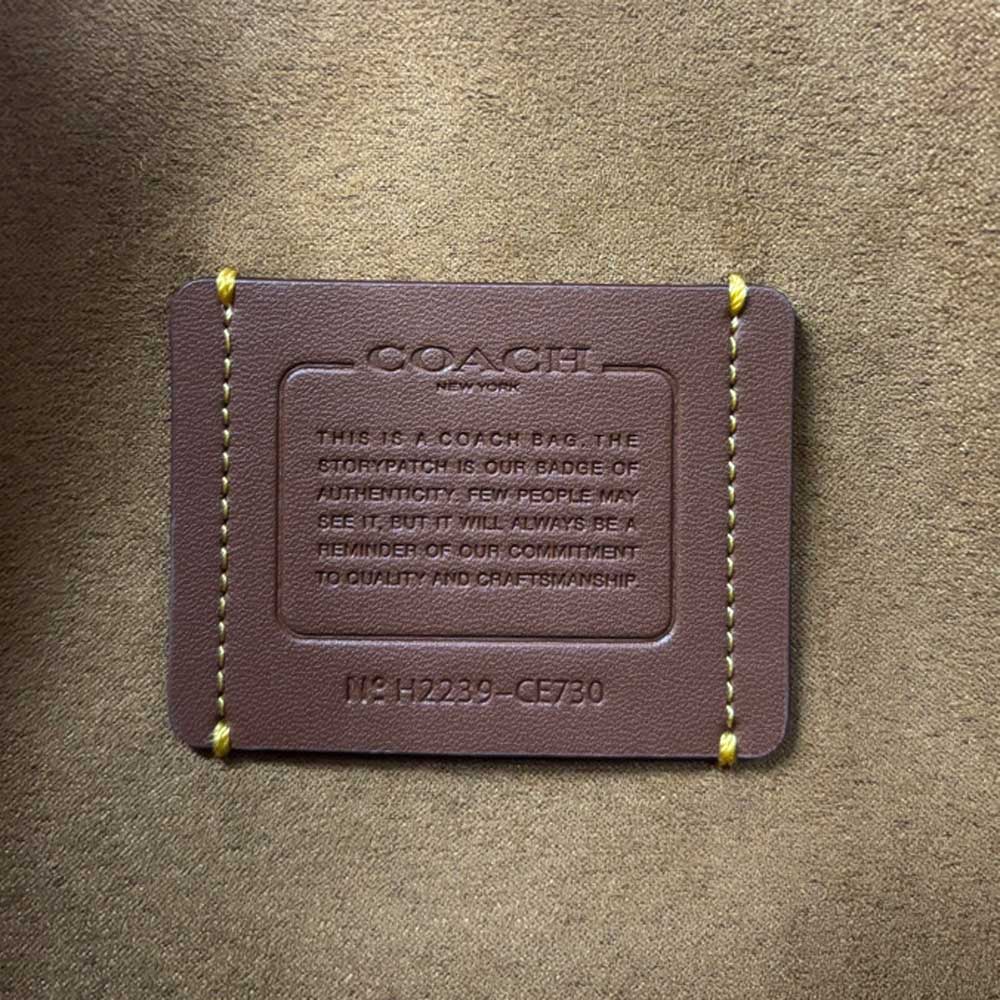 COACH
NEW YORK
THIS IS A COACH BAG. THE
STORYPATCH IS OUR BADGE OF
AUTHENTICITY. FEW PEOPLE MAY
SEE IT, BUT IT WILL ALWAYS BE A
REMINDER OF OUR COMMITMENT
TO QUALITY AND CRAFTSMANSHIP.
Nº H2239-CE730